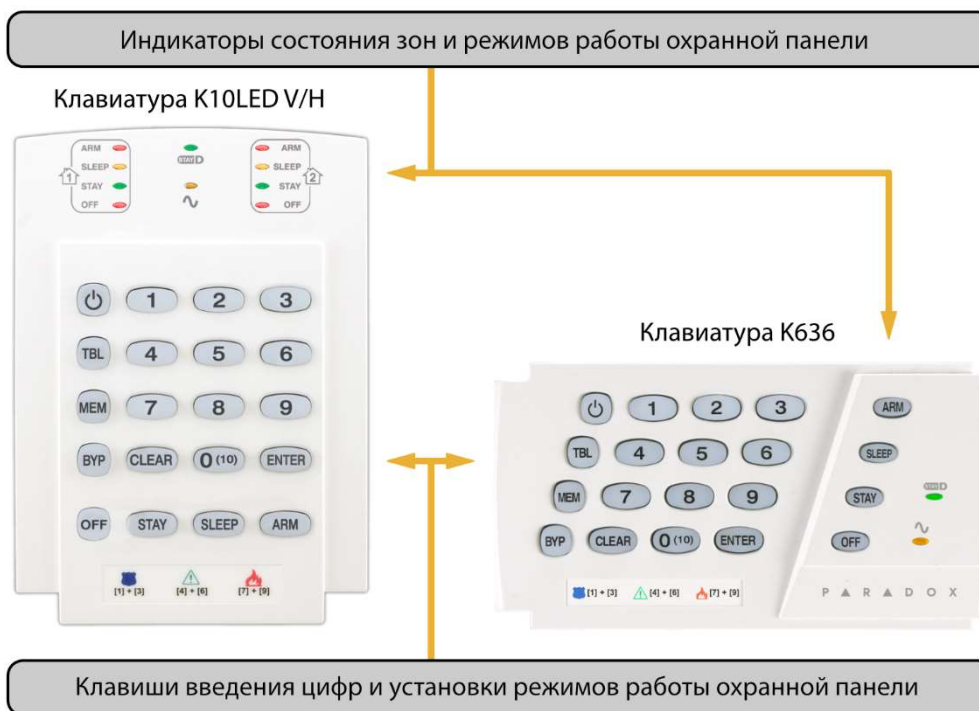 Индикаторы состояния зон и режимов работы охранной панели
Клавиатура K10LED V/H
ARM ARM
SLEEP STAYD SLEEP
1 2
STAY STAY
OFF OFF
1 2 3
TBL 4 5 6
MEM 7 8 9
BYP CLEAR 0 (10) ENTER
OFF STAY SLEEP ARM
[1] + [3] [4] + [6] [7] + [9]
Клавиатура K636
1 2 3 ARM
TBL 4 5 6 SLEEP
MEM 7 8 9 STAY STAYD
BYP CLEAR 0 (10) ENTER OFF
[1] + [3] [4] + [6] [7] + [9]
PARADOX
Клавиши введения цифр и установки режимов работы охранной панели